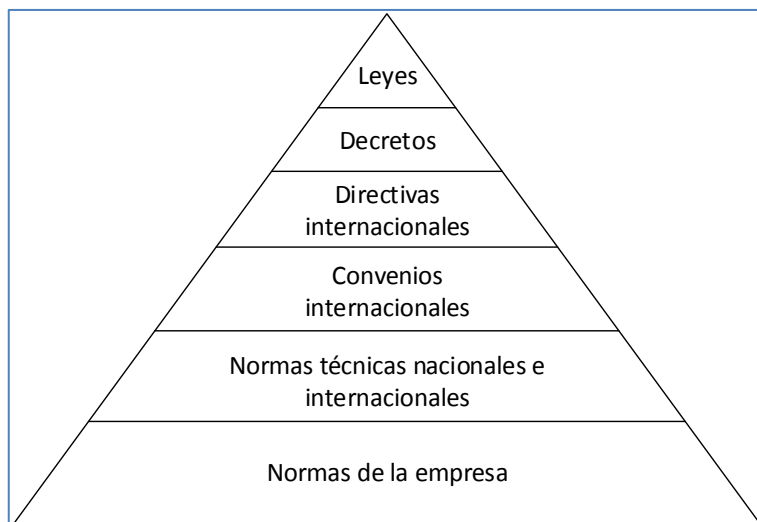 Leyes
Decretos
Directivas
internacionales
Convenios
internacionales
Normas técnicas nacionales e
internacionales
Normas de la empresa